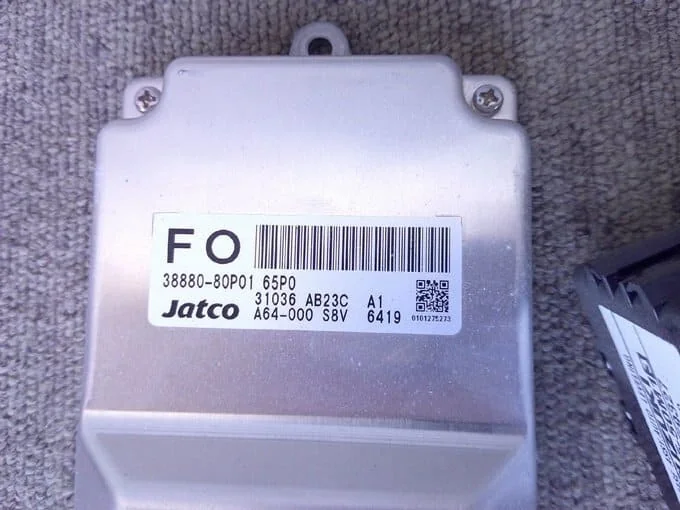 FO
38880-80P01 65P0
31036 AB23C A1
Jatco A64-000 S8V 6419
0101275273